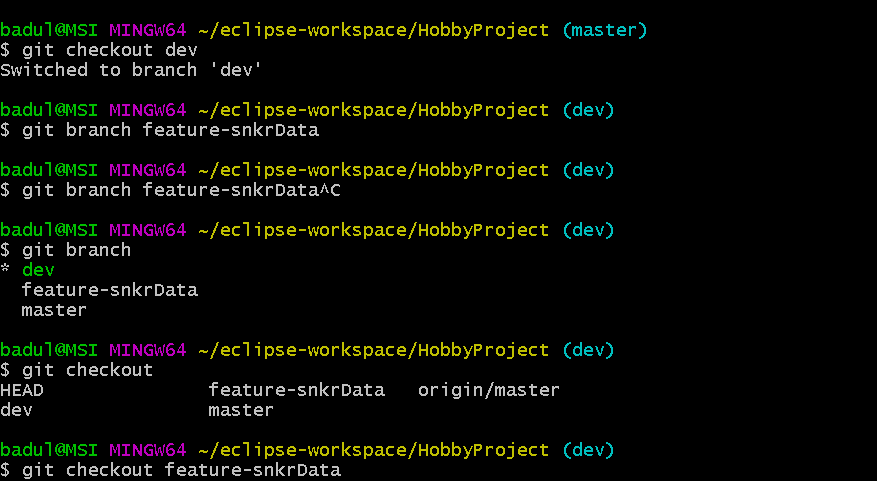 badul@MSI MINGW64 ~/eclipse-workspace/HobbyProject (master)
$ git checkout dev
Switched to branch 'dev'
badul@MSI MINGW64 ~/eclipse-workspace/HobbyProject (dev)
$ git branch feature-snkrData
badul@MSI MINGW64 ~/eclipse-workspace/HobbyProject (dev)
$ git branch feature-snkrData^C
badul@MSI MINGW64 ~/eclipse-workspace/HobbyProject (dev)
$ git branch
* dev
  feature-snkrData
  master
badul@MSI MINGW64 ~/eclipse-workspace/HobbyProject (dev)
$ git checkout
HEAD               feature-snkrData   origin/master
dev                master
badul@MSI MINGW64 ~/eclipse-workspace/HobbyProject (dev)
$ git checkout feature-snkrData